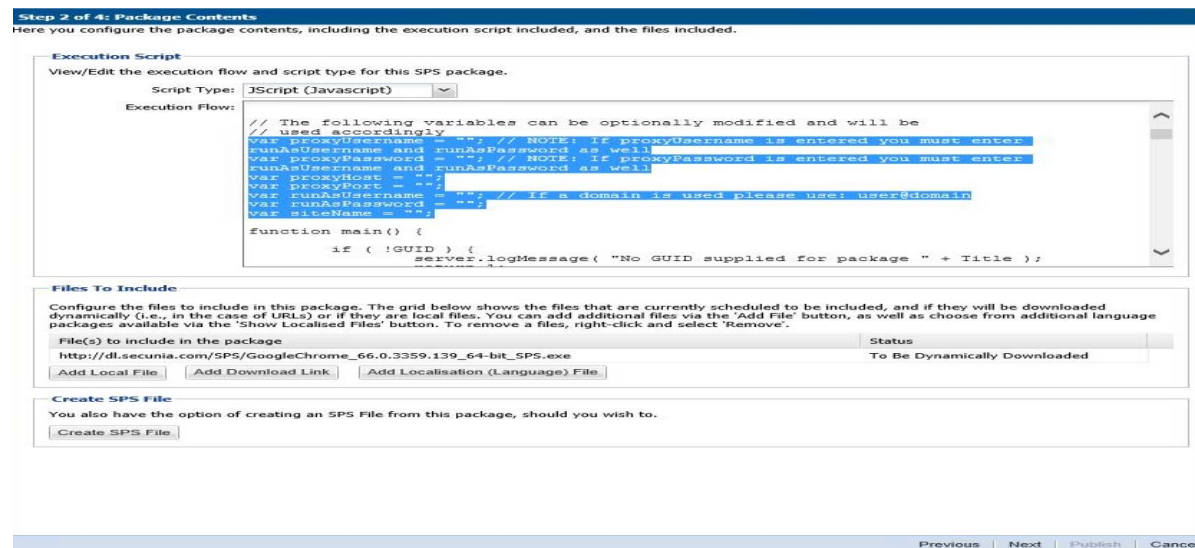 Step 2 of 4: Package Contents
Here you configure the package contents, including the execution script included, and the files included.
Execution Script
View/Edit the execution flow and script type for this SPS package.
Script Type: JScript (Javascript)
Execution Flow:
// The following variables can be optionally modified and will be
// used accordingly
var proxyUsername = ""; // NOTE: If proxyUsername is entered you must enter
runAsUsername and runAsPassword as well
var proxyPassword = ""; // NOTE: If proxyPassword is entered you must enter
runAsUsername and runAsPassword as well
var proxyHost = "";
var proxyPort = "";
var runAsUsername = ""; // If a domain is used please use: user@domain
var runAsPassword = "";
var siteName = "";
function main() {
if ( !GUID ) {
server.logMessage( "No GUID supplied for package " + Title );
Files To Include
Configure the files to include in this package. The grid below shows the files that are currently scheduled to be included, and if they will be downloaded
dynamically (i.e., in the case of URLs) or if they are local files. You can add additional files via the 'Add File' button, as well as choose from additional language
packages available via the 'Show Localised Files' button. To remove a files, right-click and select 'Remove'.
File(s) to include in the package Status
http://dl.secunia.com/SPS/GoogleChrome_66.0.3359.139_64-bit_SPS.exe To Be Dynamically Downloaded
Add Local File Add Download Link Add Localisation (Language) File
Create SPS File
You also have the option of creating an SPS File from this package, should you wish to.
Create SPS File
Previous Next Publish Cance